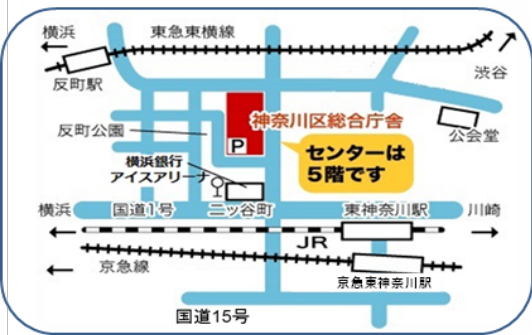 横浜
東急東横線
渋谷
反町駅
神奈川区総合庁舎
公会堂
反町公園
P
センターは
5階です
横浜銀行
アイスアリーナ
横浜
国道1号
二ッ谷町
東神奈川駅
川崎
JR
京急線
京急東神奈川駅
国道15号